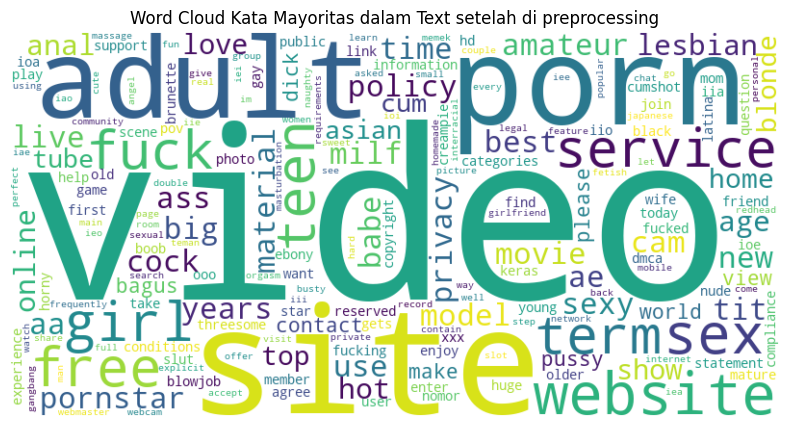 Word Cloud Kata Mayoritas dalam Text setelah di preprocessing
video
site
adult
porn
service
website
sex
term
free
fuck
girl
teen
policy
material
privacy
movie
model
milf
babe
cam
amateur
lesbian
blonde
love
time
anal
live
tube
online
ass
big
cock
years
pornstar
aa
bagus
asian
cum
dick
best
home
age
new
view
sexy
tit
show
pussy
world
please
ae
use
hot
top
make
contact
find
support
information
link
public
gay
hd
mom
cumshot
join
black
latina
question
personal
popular
chat
couple
go
every
iee
iia
iio
ioa
ioi
ioe
iea
iei
iao
iae
ieo
iie
iii
ooo
im
massage
fun
cute
angel
real
give
group
using
play
brunette
community
scene
pov
photo
help
old
game
first
double
perfect
main
page
room
sexual
teman
boob
search
orgasm
horny
take
slut
experience
frequently
share
watch
full
explicit
man
gangbang
webmaster
webcam
conditions
threesome
blowjob
offer
accept
visit
member
agree
star
reserved
want
busty
ebony
copyright
masturbation
women
requirements
homemade
sweet
see
picture
creampie
interracial
categories
legal
feature
let
japanese
fetish
girlfriend
wife
today
fucked
friend
redhead
dmca
mobile
keras
back
come
nude
young
way
well
step
network
record
contain
private
gets
fucking
user
enjoy
xxx
enter
nomor
huge
slot
older
internet
statement
mature
compliance
learn
memek
asked
small
naughty
hard